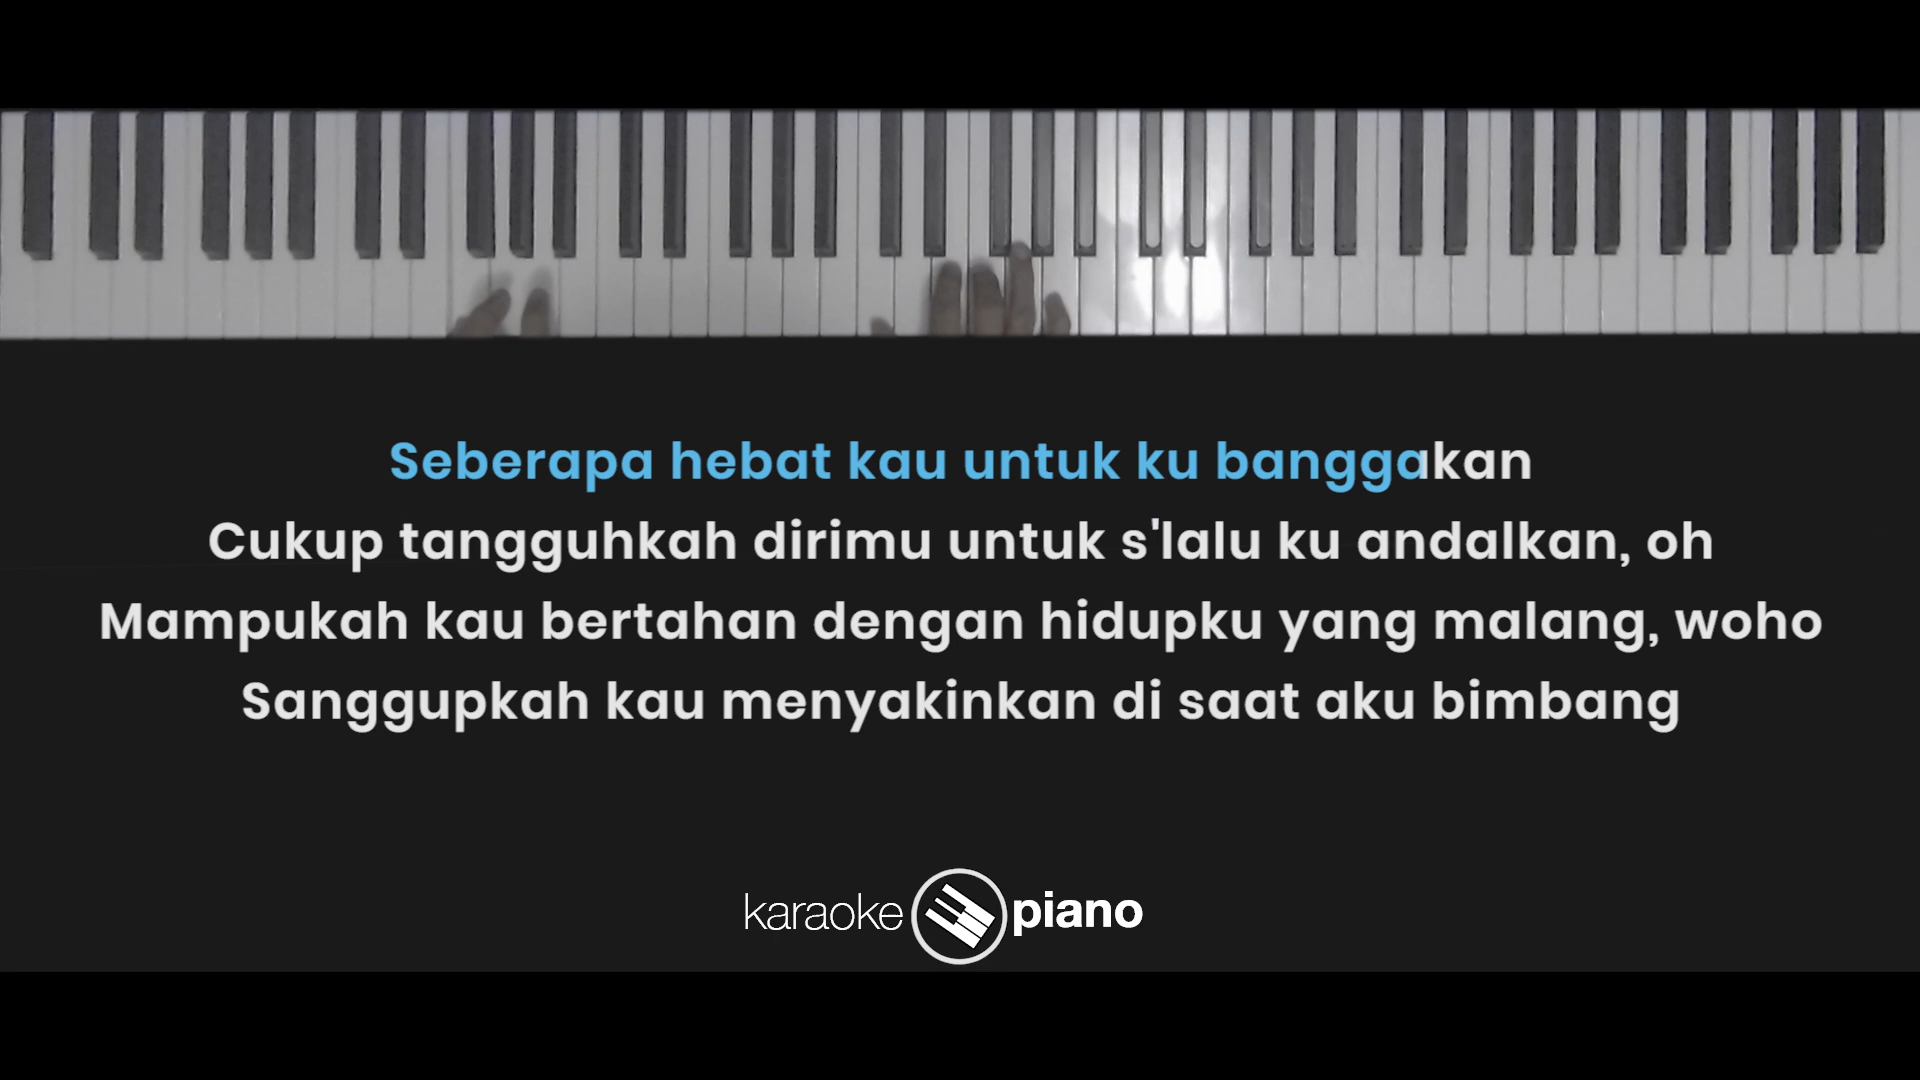 Seberapa hebat kau untuk ku banggakan
Cukup tangguhkah dirimu untuk s'lalu ku andalkan, oh
Mampukah kau bertahan dengan hidupku yang malang, woho
Sanggupkah kau menyakinkan di saat aku bimbang
karaoke piano